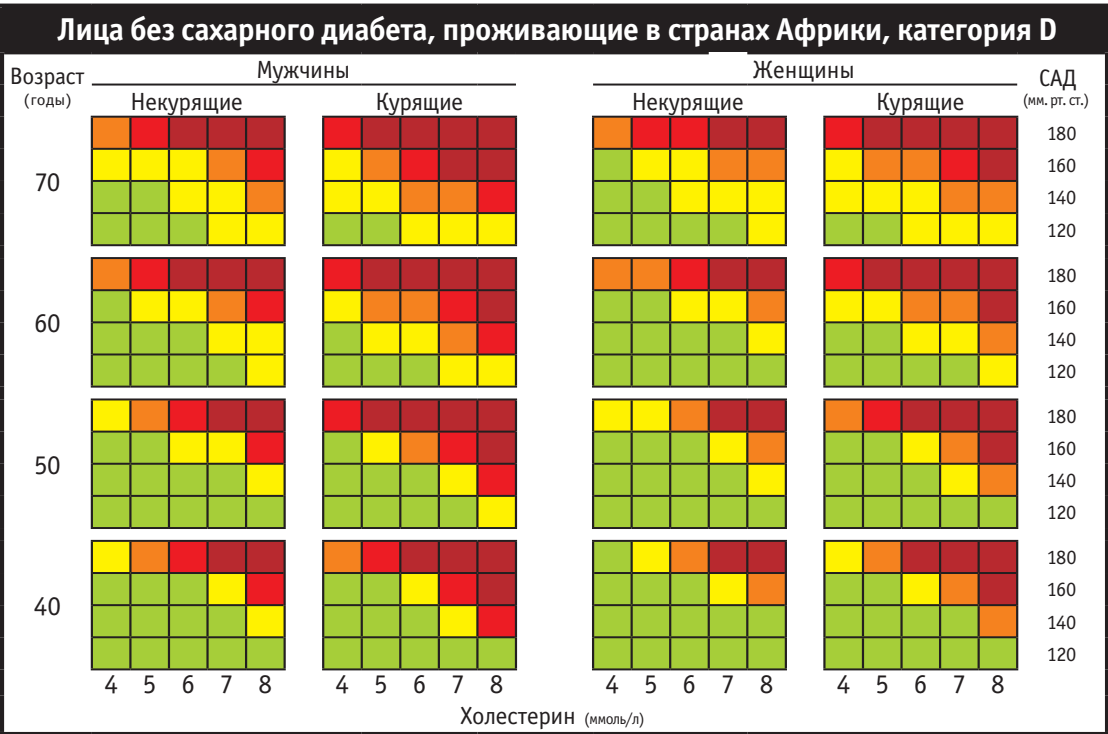 Лица без сахарного диабета, проживающие в странах Африки, категория D
Возраст
(годы)
Мужчины
Женщины
САД
(мм. рт. ст.)
Некурящие
Курящие
Некурящие
Курящие
70
180
160
140
120
60
180
160
140
120
50
180
160
140
120
40
180
160
140
120
4 5 6 7 8
4 5 6 7 8
4 5 6 7 8
4 5 6 7 8
Холестерин (ммоль/л)